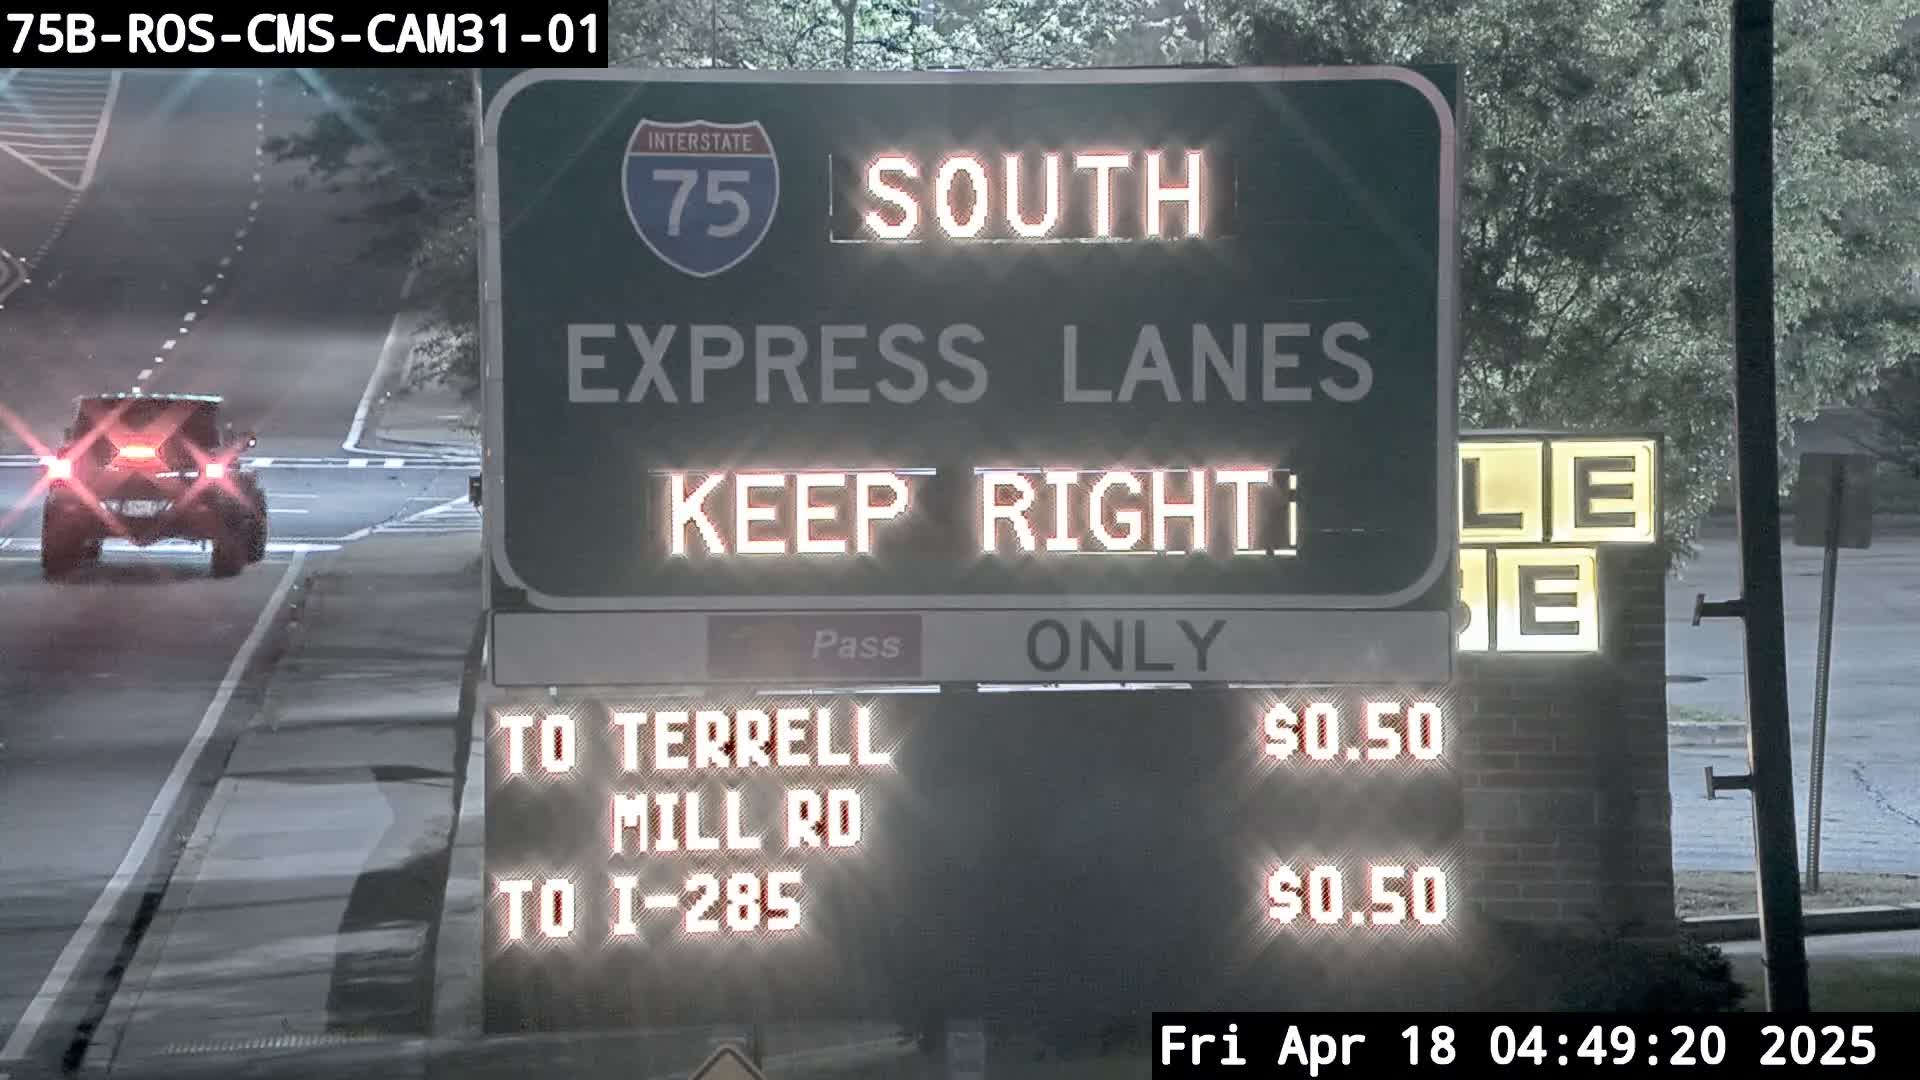 75B-ROS-CMS-CAM31-01
INTERSTATE
75
SOUTH
EXPRESS LANES
KEEP RIGHT
Pass ONLY
TO TERRELL $0.50
MILL RD
TO I-285 $0.50
LE
E
Fri Apr 18 04:49:20 2025